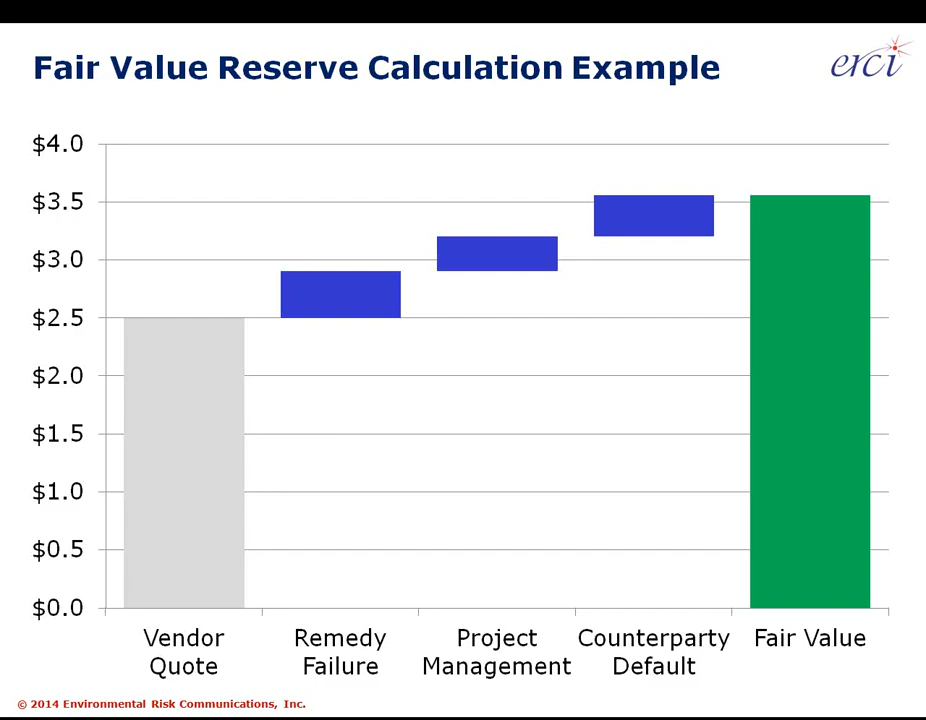 Fair Value Reserve Calculation Example
erci
$4.0
$3.5
$3.0
$2.5
$2.0
$1.5
$1.0
$0.5
$0.0
Vendor Quote
Remedy Failure
Project Management
Counterparty Default
Fair Value
© 2014 Environmental Risk Communications, Inc.